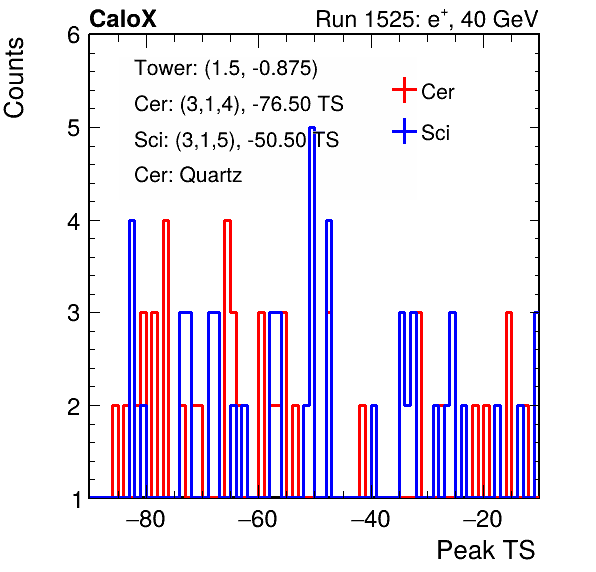 CaloX Run 1525: e⁺, 40 GeV
Counts
6
5
4
3
2
1
Tower: (1.5, -0.875)
Cer: (3,1,4), -76.50 TS
Sci: (3,1,5), -50.50 TS
Cer: Quartz
Cer
Sci
−80 −60 −40 −20
Peak TS